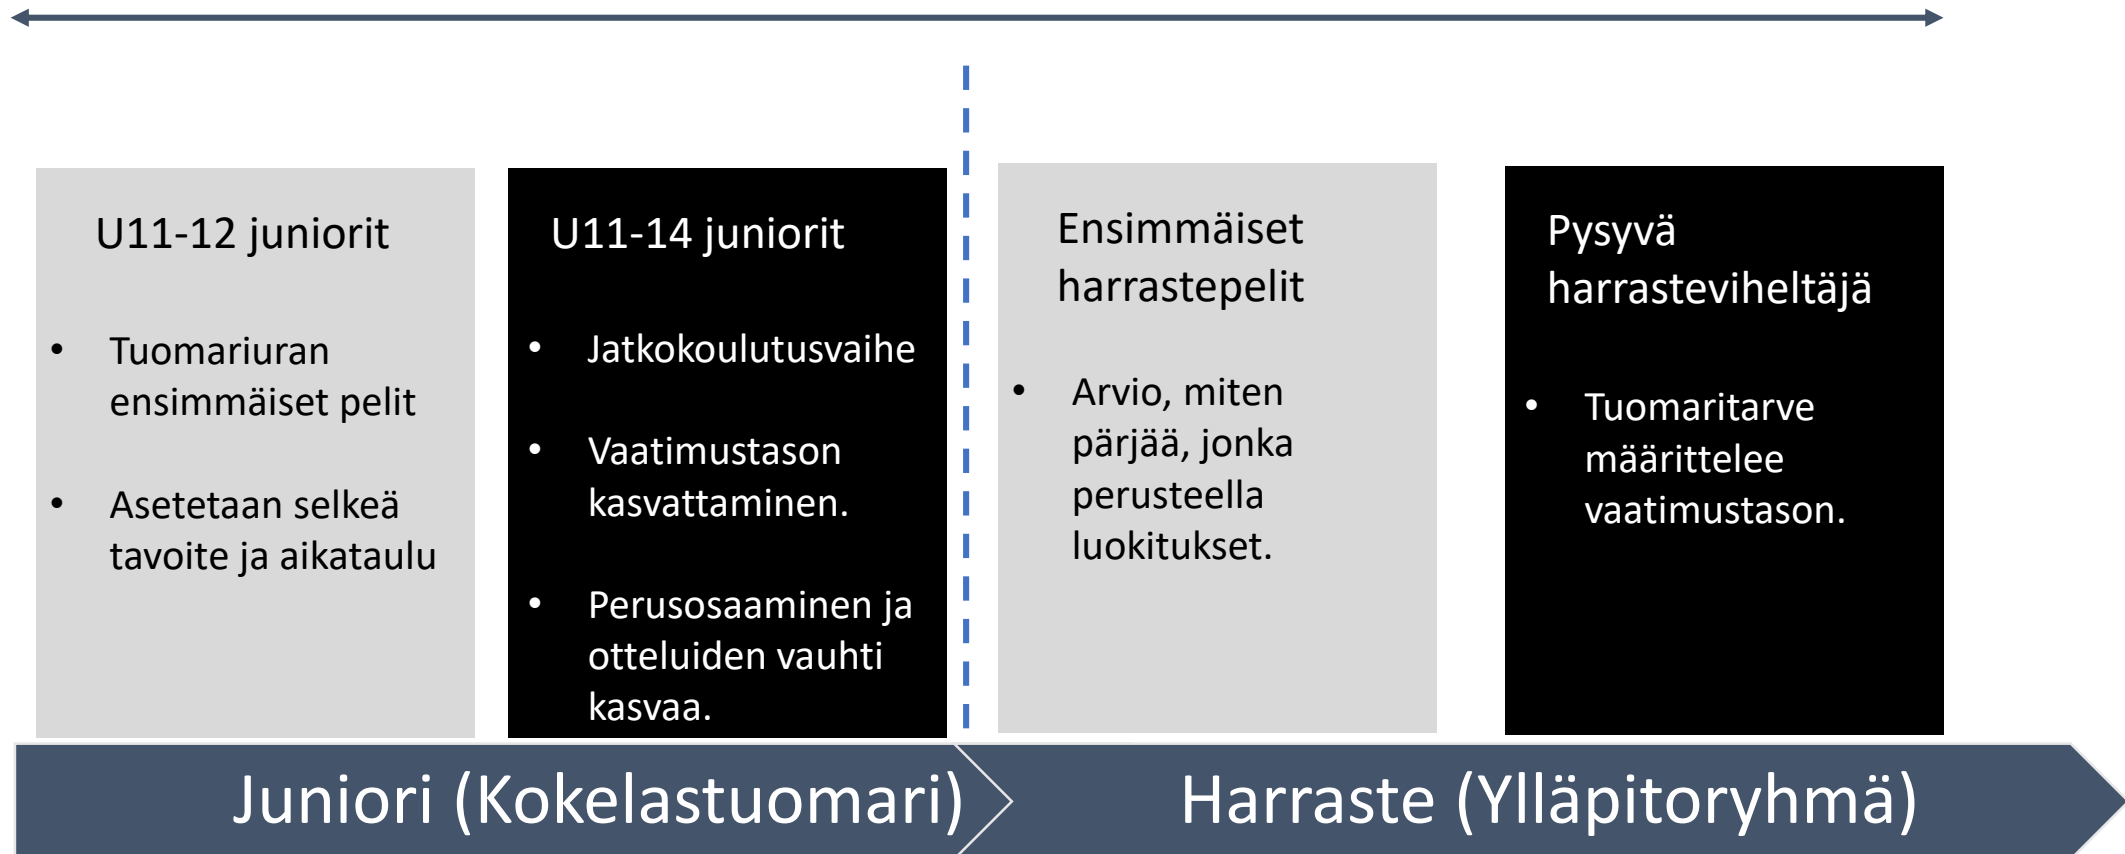 U11-12 juniorit
• Tuomariuran
ensimmäiset pelit
• Asetetaan selkeä
tavoite ja aikataulu
U11-14 juniorit
• Jatkokoulutusvaihe
• Vaatimustason
kasvattaminen.
• Perusosaaminen ja
otteluiden vauhti
kasvaa.
Ensimmäiset
harrastepelit
• Arvio, miten
pärjää, jonka
perusteella
luokitukset.
Pysyvä
harrasteviheltäjä
• Tuomaritarve
määrittelee
vaatimustason.
Juniori (Kokelastuomari)
Harraste (Ylläpitoryhmä)